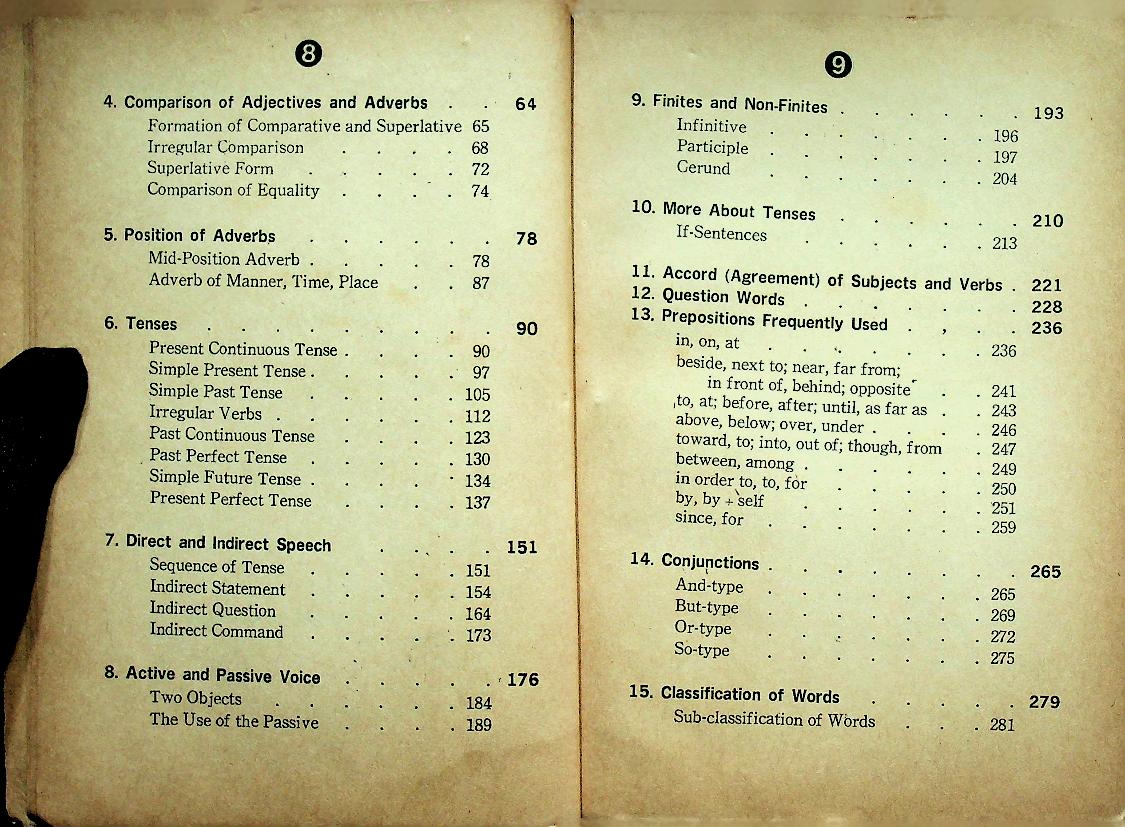 8
4. Comparison of Adjectives and Adverbs . . 64
Formation of Comparative and Superlative 65
Irregular Comparison . . . . 68
Superlative Form . . . . . 72
Comparison of Equality . . . . 74
5. Position of Adverbs . . . . . . 78
Mid-Position Adverb . . . . . 78
Adverb of Manner, Time, Place . . 87
6. Tenses . . . . . . . . . 90
Present Continuous Tense . . . . 90
Simple Present Tense . . . . . 97
Simple Past Tense . . . . . 105
Irregular Verbs . . . . . . 112
Past Continuous Tense . . . . 123
Past Perfect Tense . . . . . 130
Simple Future Tense . . . . . 134
Present Perfect Tense . . . . 137
7. Direct and Indirect Speech . . . . 151
Sequence of Tense . . . . . 151
Indirect Statement . . . . . 154
Indirect Question . . . . . 164
Indirect Command . . . . . 173
8. Active and Passive Voice . . . . . 176
Two Objects . . . . . . 184
The Use of the Passive . . . . 189
9
9. Finites and Non-Finites . . . . . . 193
Infinitive . . . . . . . 196
Participle . . . . . . . 197
Gerund . . . . . . . 204
10. More About Tenses . . . . . . 210
If-Sentences . . . . . . 213
11. Accord (Agreement) of Subjects and Verbs . 221
12. Question Words . . . . . . . 228
13. Prepositions Frequently Used . , . . 236
in, on, at . . . . . . . 236
beside, next to; near, far from;
in front of, behind; opposite . . 241
to, at; before, after; until, as far as . . 243
above, below; over, under . . . . 246
toward, to; into, out of; though, from . 247
between, among . . . . . . 249
in order to, to, for . . . . . 250
by, by + self . . . . . . 251
since, for . . . . . . . 259
14. Conjunctions . . . . . . . . 265
And-type . . . . . . . 265
But-type . . . . . . . 269
Or-type . . . . . . . 272
So-type . . . . . . . 275
15. Classification of Words . . . . . 279
Sub-classification of Words . . . 281